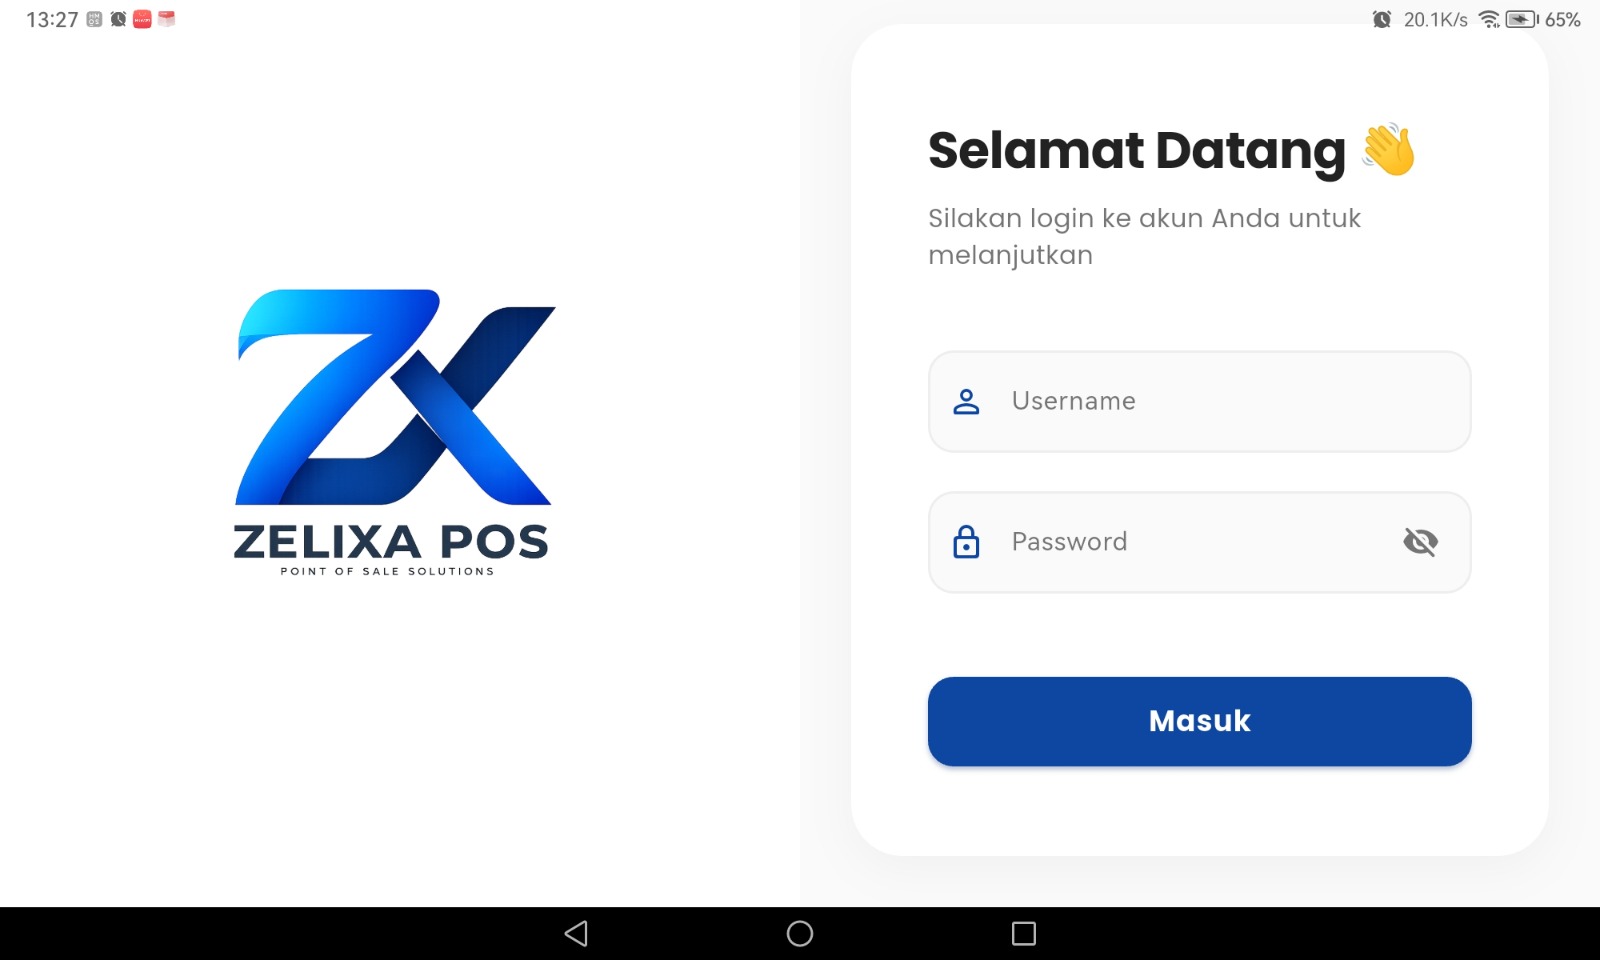 13:27
20.1K/s 65%
ZELIXA POS
POINT OF SALE SOLUTIONS
Selamat Datang 👋
Silakan login ke akun Anda untuk
melanjutkan
Username
Password
Masuk